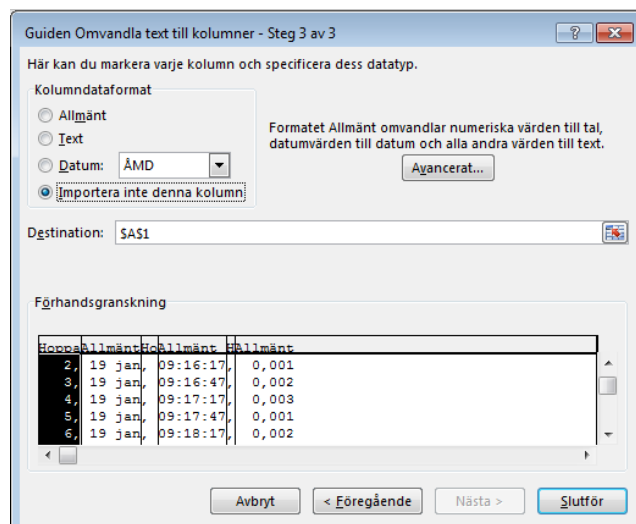 Guiden Omvandla text till kolumner - Steg 3 av 3
Här kan du markera varje kolumn och specificera dess datatyp.
Kolumndataformat
Allmänt
Text
Datum: ÅMD
Importera inte denna kolumn
Formatet Allmänt omvandlar numeriska värden till tal,
datumvärden till datum och alla andra värden till text.
Avancerat...
Destination: $A$1
Förhandsgranskning
HoppaAllmäntHoAllmänt HAllmänt
2, 19 jan, 09:16:17, 0,001
3, 19 jan, 09:16:47, 0,002
4, 19 jan, 09:17:17, 0,003
5, 19 jan, 09:17:47, 0,001
6, 19 jan, 09:18:17, 0,002
Avbryt < Föregående Nästa > Slutför